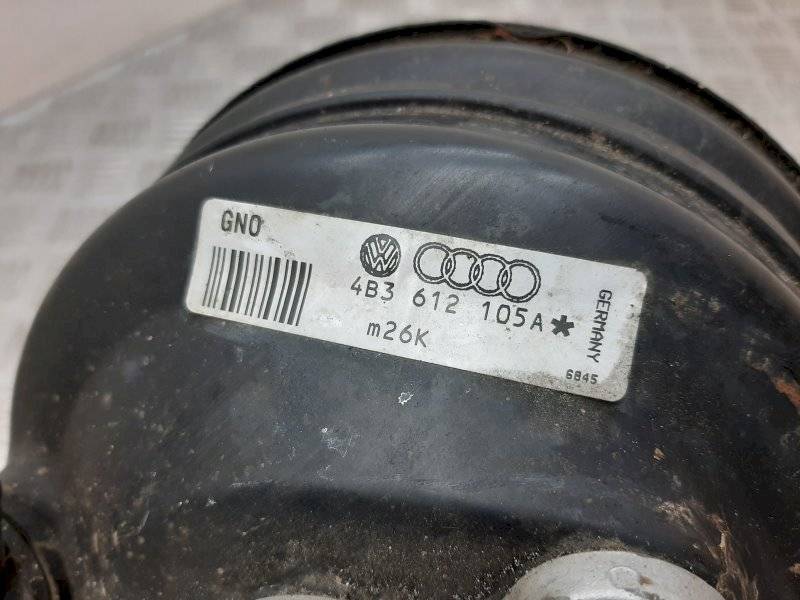 GNO
4B3 612 105A *
m26K
GERMANY
6845